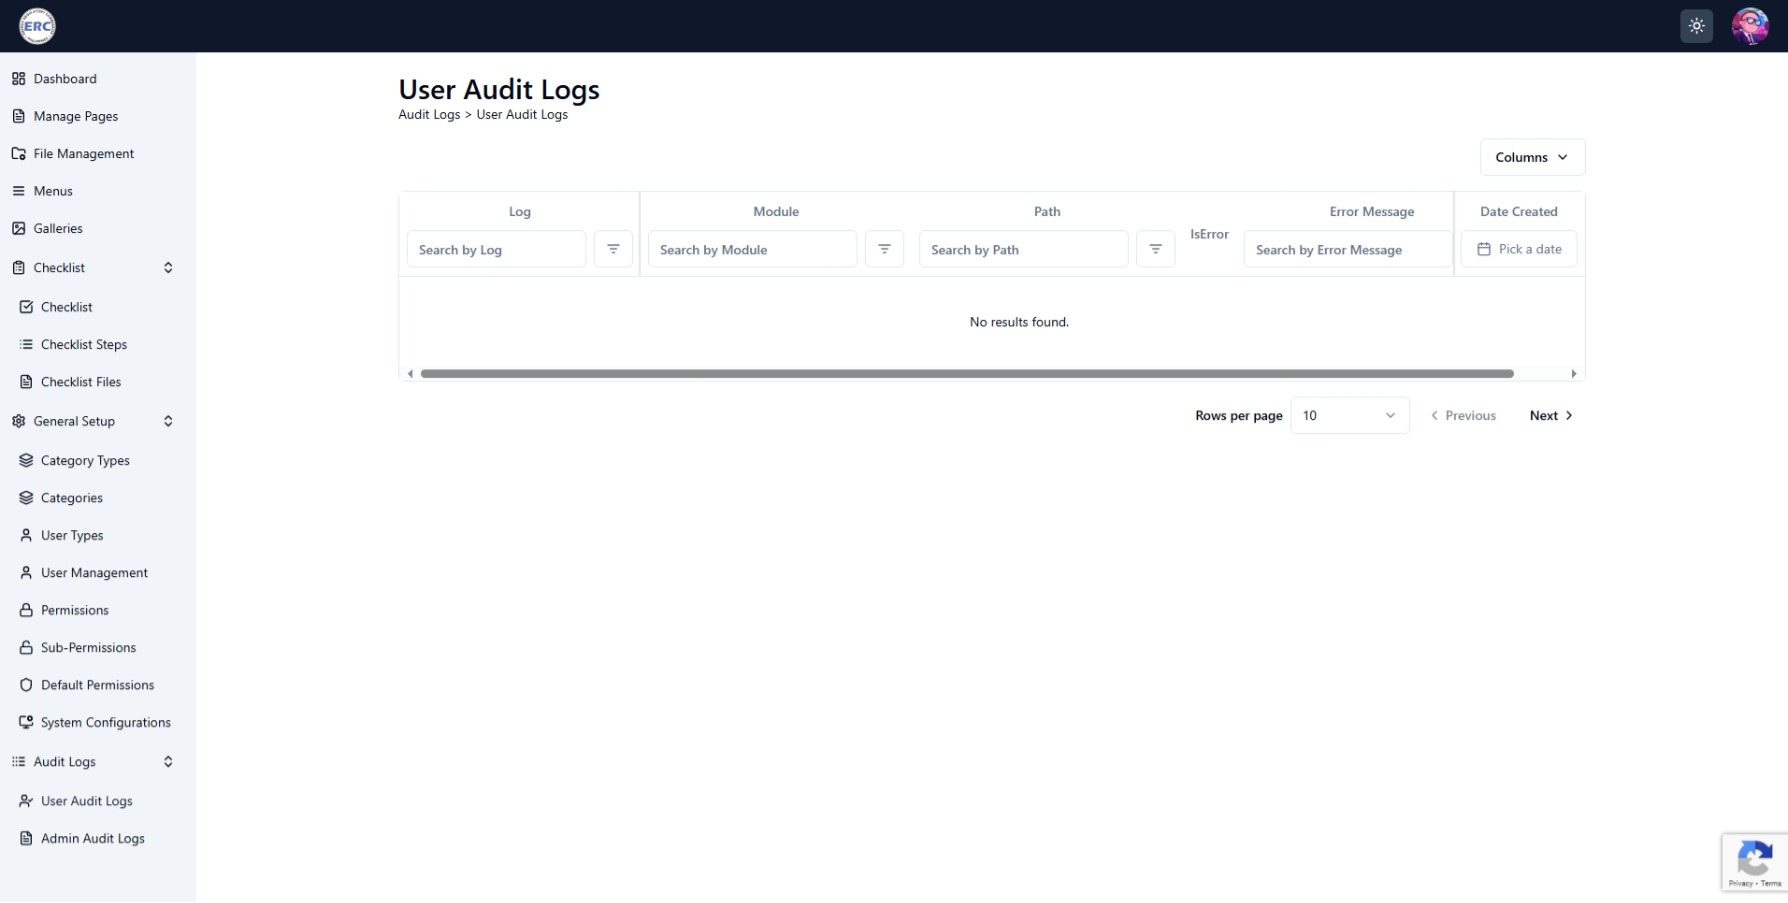 ERC
Dashboard
Manage Pages
File Management
Menus
Galleries
Checklist
Checklist
Checklist Steps
Checklist Files
General Setup
Category Types
Categories
User Types
User Management
Permissions
Sub-Permissions
Default Permissions
System Configurations
Audit Logs
User Audit Logs
Admin Audit Logs
User Audit Logs
Audit Logs > User Audit Logs
Columns
Log
Module
Path
IsError
Error Message
Date Created
Search by Log
Search by Module
Search by Path
Search by Error Message
Pick a date
No results found.
Rows per page
10
Previous
Next
Privacy - Terms